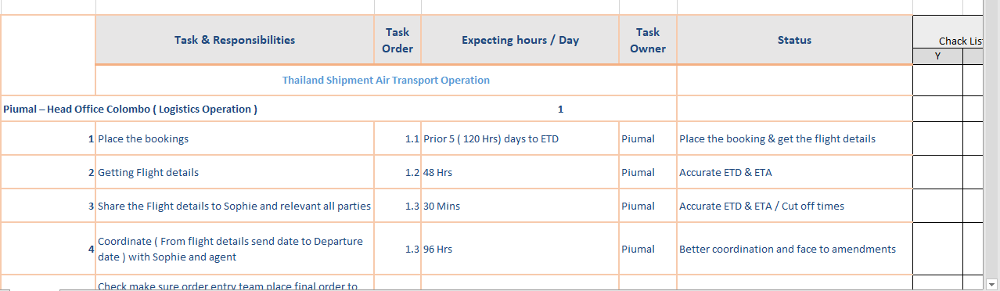 Task & Responsibilities Task Order Expecting hours / Day Task Owner Status Chack Lis
Y
Thailand Shipment Air Transport Operation
Piumal – Head Office Colombo ( Logistics Operation ) 1
1 Place the bookings 1.1 Prior 5 ( 120 Hrs) days to ETD Piumal Place the booking & get the flight details
2 Getting Flight details 1.2 48 Hrs Piumal Accurate ETD & ETA
3 Share the Flight details to Sophie and relevant all parties 1.3 30 Mins Piumal Accurate ETD & ETA / Cut off times
4 Coordinate ( From flight details send date to Departure date ) with Sophie and agent 1.3 96 Hrs Piumal Better coordination and face to amendments
Check make sure order entry team place final order to